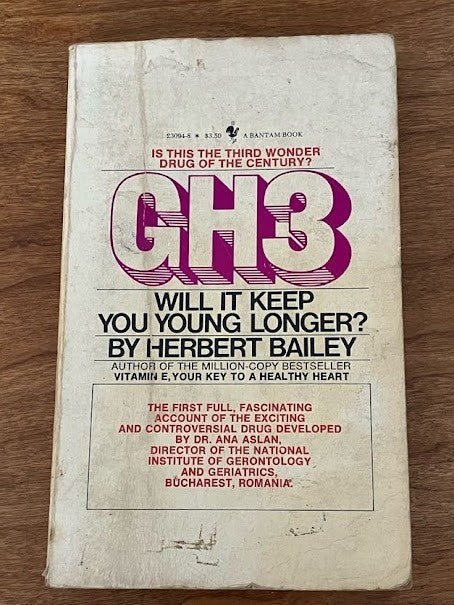 23094-8 * $3.50 A BANTAM BOOK
IS THIS THE THIRD WONDER
DRUG OF THE CENTURY?
GH3
WILL IT KEEP
YOU YOUNG LONGER?
BY HERBERT BAILEY
AUTHOR OF THE MILLION-COPY BESTSELLER
VITAMIN E, YOUR KEY TO A HEALTHY HEART
THE FIRST FULL, FASCINATING
ACCOUNT OF THE EXCITING
AND CONTROVERSIAL DRUG DEVELOPED
BY DR. ANA ASLAN,
DIRECTOR OF THE NATIONAL
INSTITUTE OF GERONTOLOGY
AND GERIATRICS,
BUCHAREST, ROMANIA.